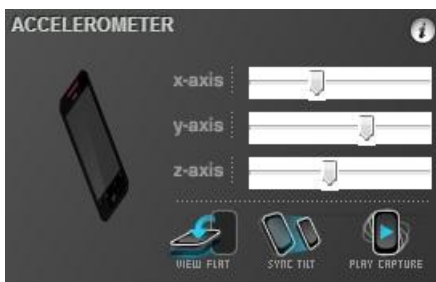 ACCELEROMETER
i
x-axis
y-axis
z-axis
VIEW FLAT
SYNC TILT
PLAY CAPTURE